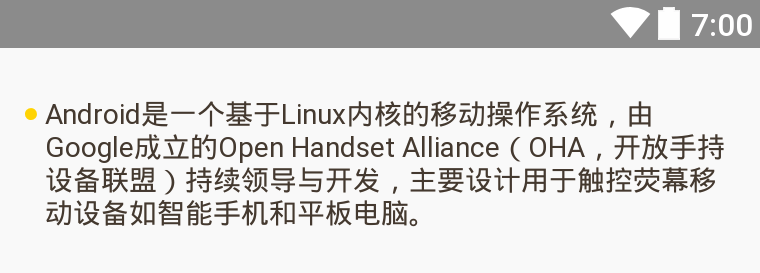 7:00
Android是一个基于Linux内核的移动操作系统，由
Google成立的Open Handset Alliance（OHA，开放手持
设备联盟）持续领导与开发，主要设计用于触控荧幕移
动设备如智能手机和平板电脑。